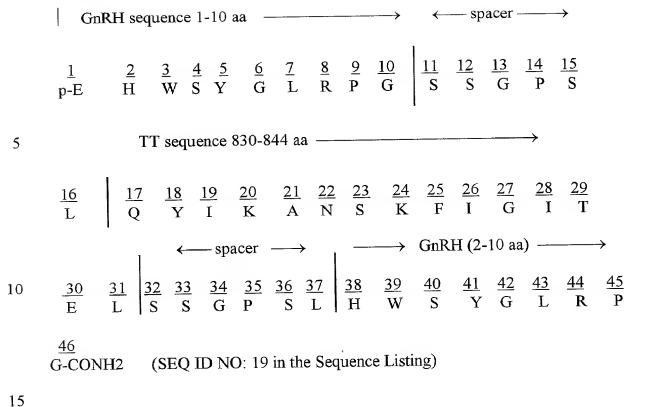 GnRH sequence 1-10 aa ⟶ ⟵ spacer ⟶
1 2 3 4 5 6 7 8 9 10 11 12 13 14 15
p-E H W S Y G L R P G S S G P S
5 TT sequence 830-844 aa ⟶
16 17 18 19 20 21 22 23 24 25 26 27 28 29
L Q Y I K A N S K F I G I T
⟵ spacer ⟶ ⟶ GnRH (2-10 aa) ⟶
10 30 31 32 33 34 35 36 37 38 39 40 41 42 43 44 45
E L S S G P S L H W S Y G L R P
46
G-CONH2 (SEQ ID NO: 19 in the Sequence Listing)
15